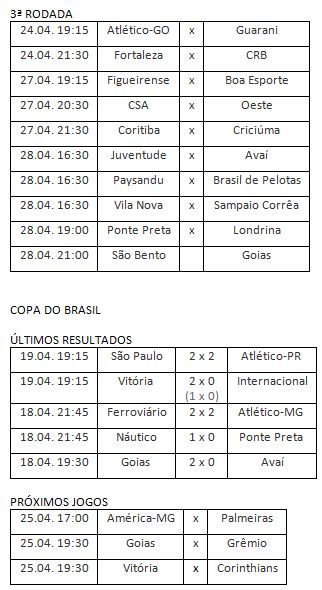 3ª RODADA
24.04. 19:15 Atlético-GO x Guarani
24.04. 21:30 Fortaleza x CRB
27.04. 19:15 Figueirense x Boa Esporte
27.04. 20:30 CSA x Oeste
27.04. 21:30 Coritiba x Criciúma
28.04. 16:30 Juventude x Avaí
28.04. 16:30 Paysandu x Brasil de Pelotas
28.04. 16:30 Vila Nova x Sampaio Corrêa
28.04. 19:00 Ponte Preta x Londrina
28.04. 21:00 São Bento Goias
COPA DO BRASIL
ÚLTIMOS RESULTADOS
19.04. 19:15 São Paulo 2 x 2 Atlético-PR
19.04. 19:15 Vitória 2 x 0 Internacional
(1 x 0)
18.04. 21:45 Ferroviário 2 x 2 Atlético-MG
18.04. 21:45 Náutico 1 x 0 Ponte Preta
18.04. 19:30 Goias 2 x 0 Avaí
PRÓXIMOS JOGOS
25.04. 17:00 América-MG x Palmeiras
25.04. 19:30 Goias x Grêmio
25.04. 19:30 Vitória x Corinthians